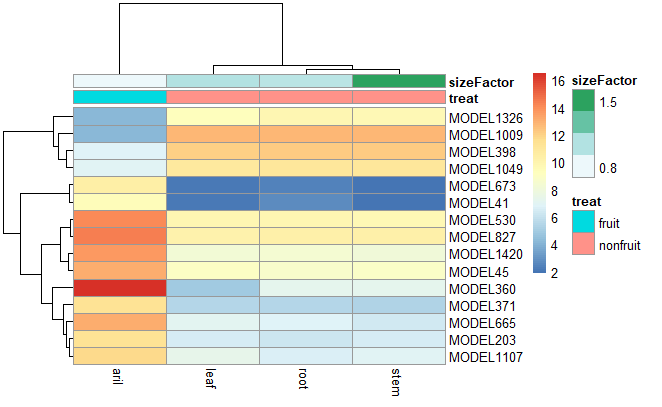 sizeFactor
treat
MODEL1326
MODEL1009
MODEL398
MODEL1049
MODEL673
MODEL41
MODEL530
MODEL827
MODEL1420
MODEL45
MODEL360
MODEL371
MODEL665
MODEL203
MODEL1107
aril
leaf
root
stem
16
14
12
10
8
6
4
2
sizeFactor
1.5
0.8
treat
fruit
nonfruit